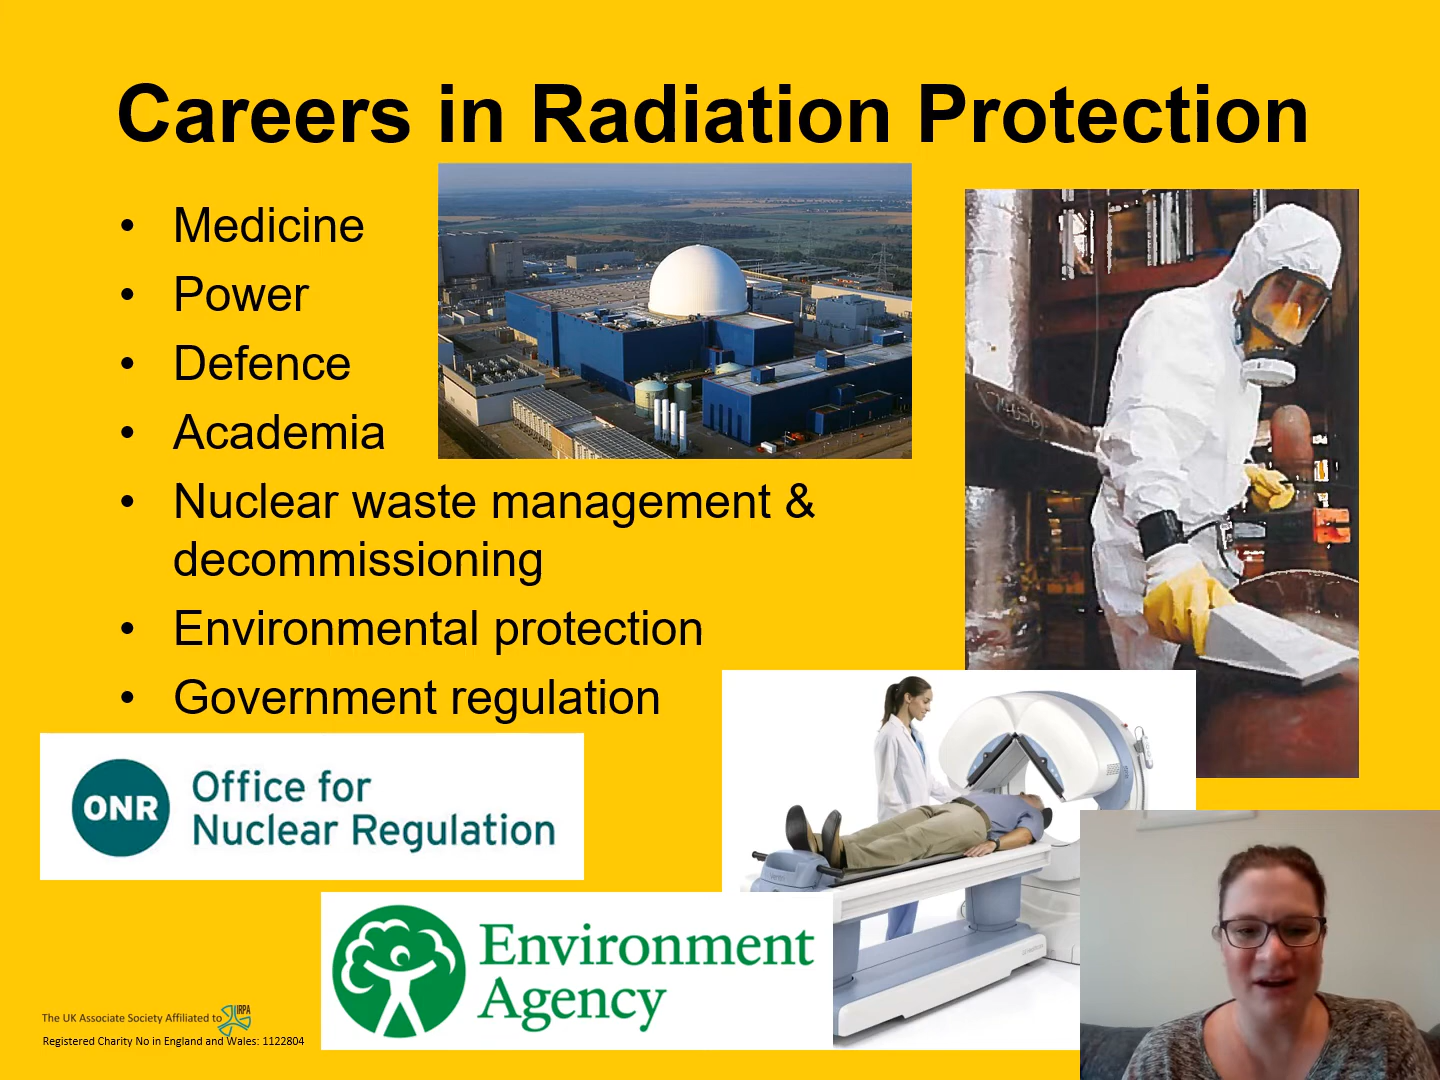 Careers in Radiation Protection
• Medicine
• Power
• Defence
• Academia
• Nuclear waste management &
decommissioning
• Environmental protection
• Government regulation
ONR
Office for
Nuclear Regulation
Environment
Agency
The UK Associate Society Affiliated to
IRPA
Registered Charity No in England and Wales: 1122804